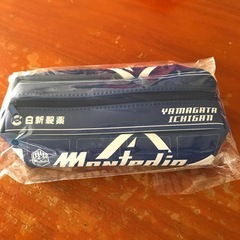 日新製薬
YAMAGATA
ICHIGAN
Montedio